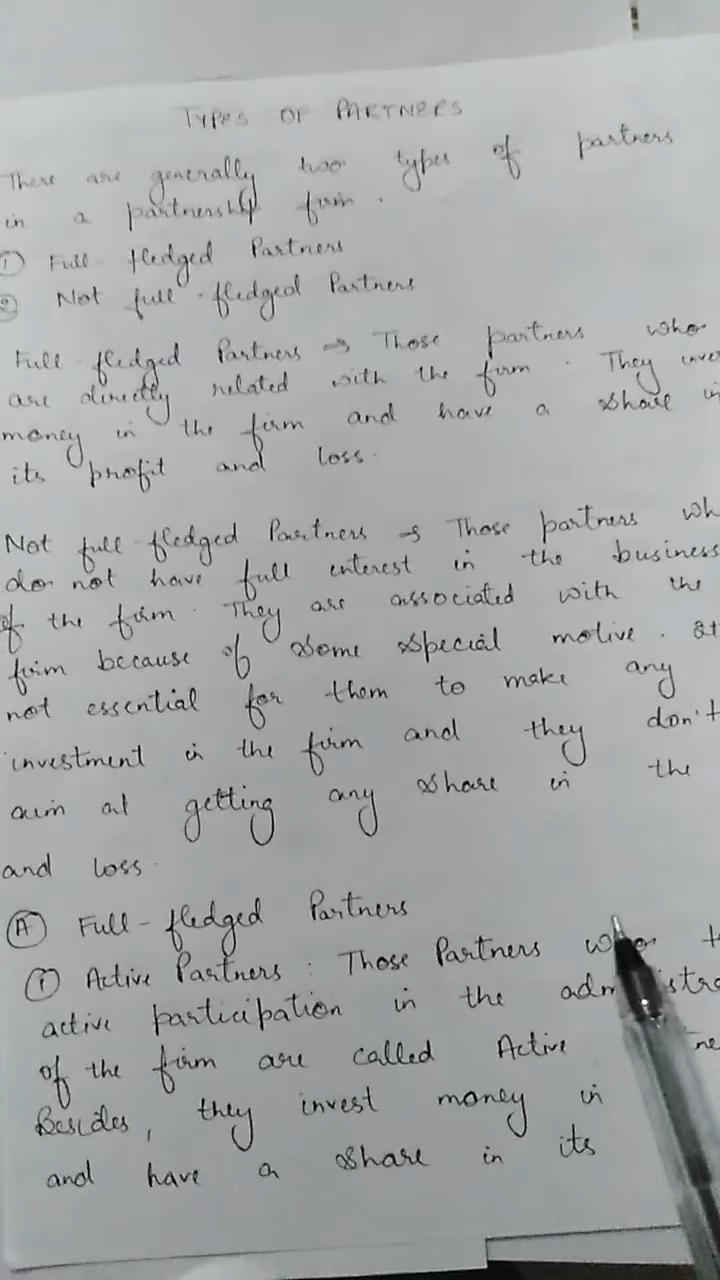 TYPES OF PARTNERS
There are generally two types of partners
in a partnership firm.
① Full fledged Partners
② Not full-fledged Partners
Full fledged Partners → Those partners who
are directly related with the firm. They
money in the firm and have a share in
its profit and loss.
Not full-fledged Partners → Those partners
do not have full interest in the business
of the firm. They are associated with the
firm because of some special motive.
not essential for them to make any
investment in the firm and they don't
aim at getting any share in the
and loss.
Ⓐ Full-fledged Partners
① Active Partners: Those Partners who
active participation in the
of the firm are called Active
Besides, they invest money in
and have a share in its